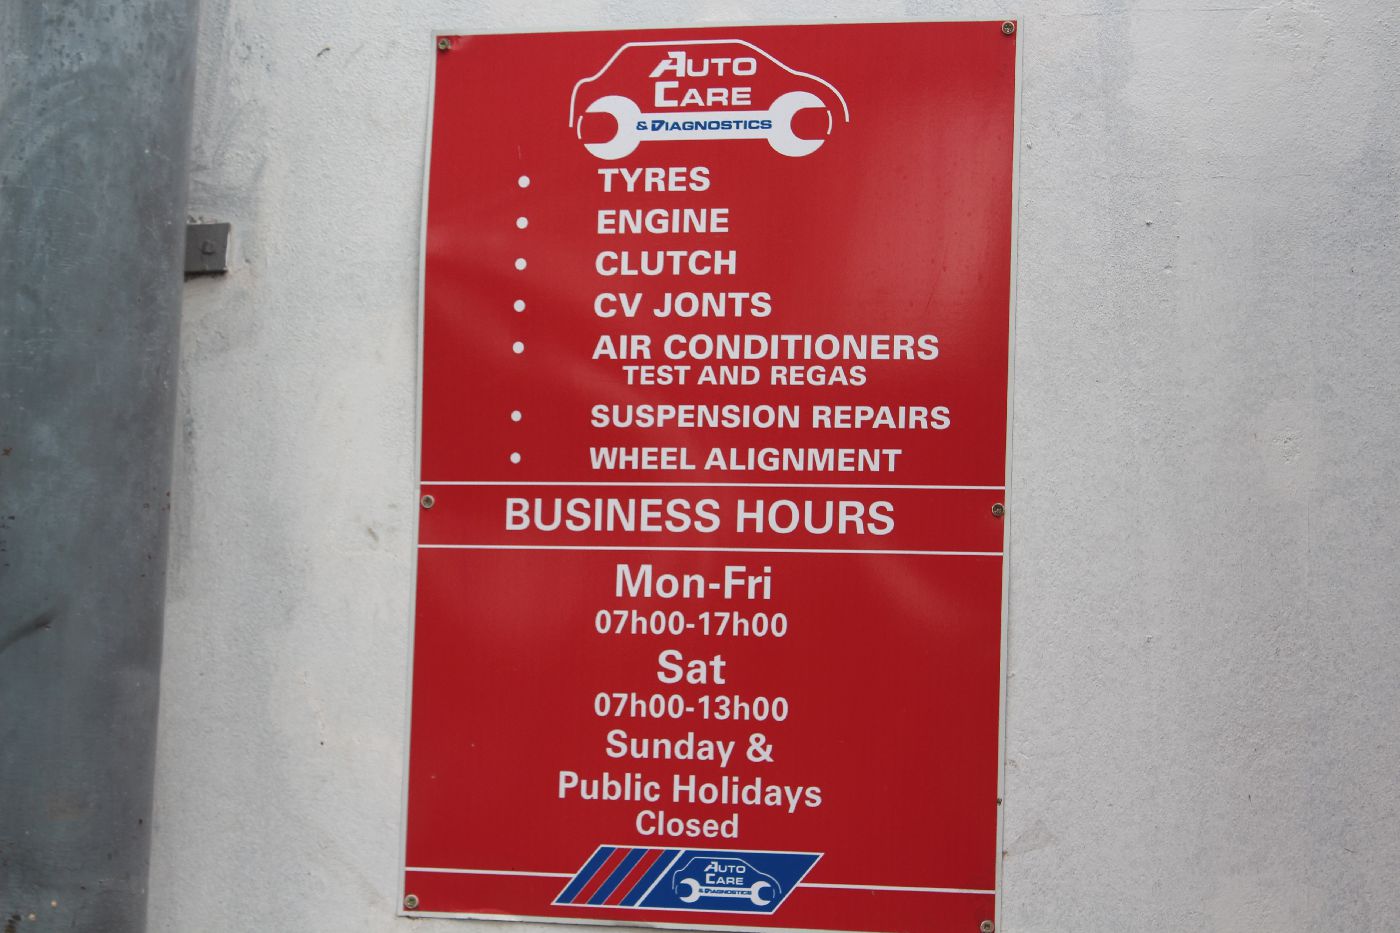 AUTO
CARE
& DIAGNOSTICS
• TYRES
• ENGINE
• CLUTCH
• CV JONTS
• AIR CONDITIONERS
TEST AND REGAS
• SUSPENSION REPAIRS
• WHEEL ALIGNMENT
BUSINESS HOURS
Mon-Fri
07h00-17h00
Sat
07h00-13h00
Sunday &
Public Holidays
Closed
AUTO
CARE
& DIAGNOSTICS